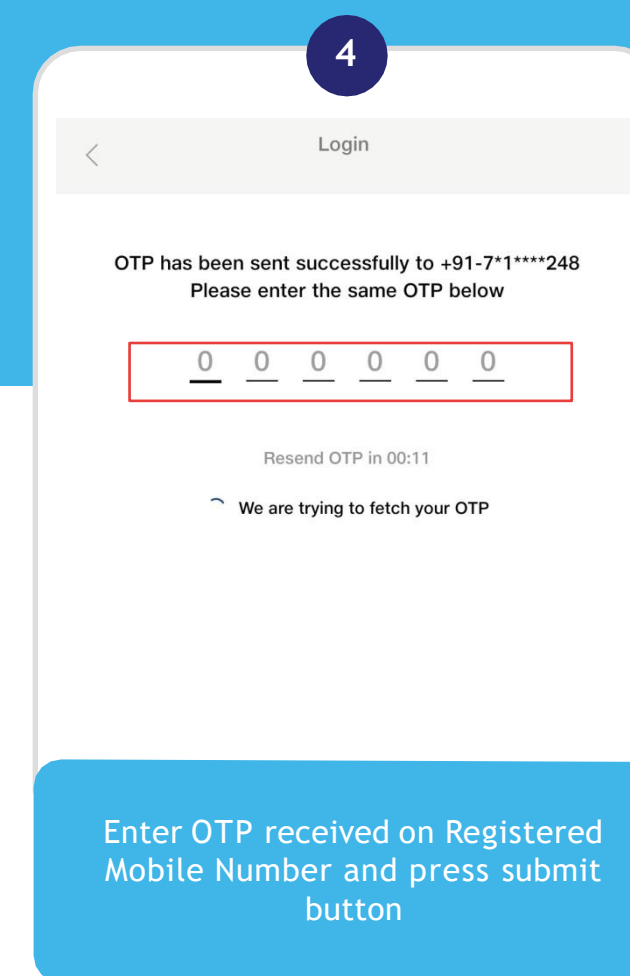 4
Login
OTP has been sent successfully to +91-7*1****248
Please enter the same OTP below
0 0 0 0 0 0
Resend OTP in 00:11
We are trying to fetch your OTP
Enter OTP received on Registered
Mobile Number and press submit
button